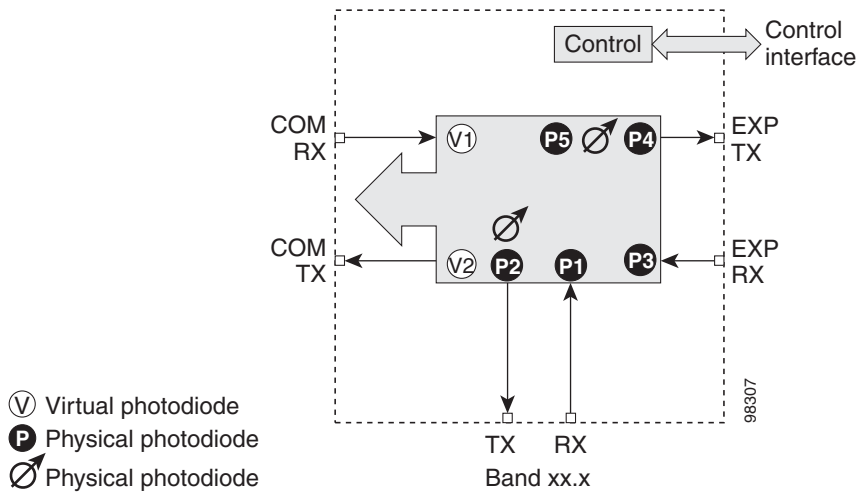 Control
Control
interface
COM
RX
V1
P5
P4
EXP
TX
COM
TX
V2
P2
P1
P3
EXP
RX
98307
V Virtual photodiode
P Physical photodiode
Physical photodiode
TX
RX
Band xx.x